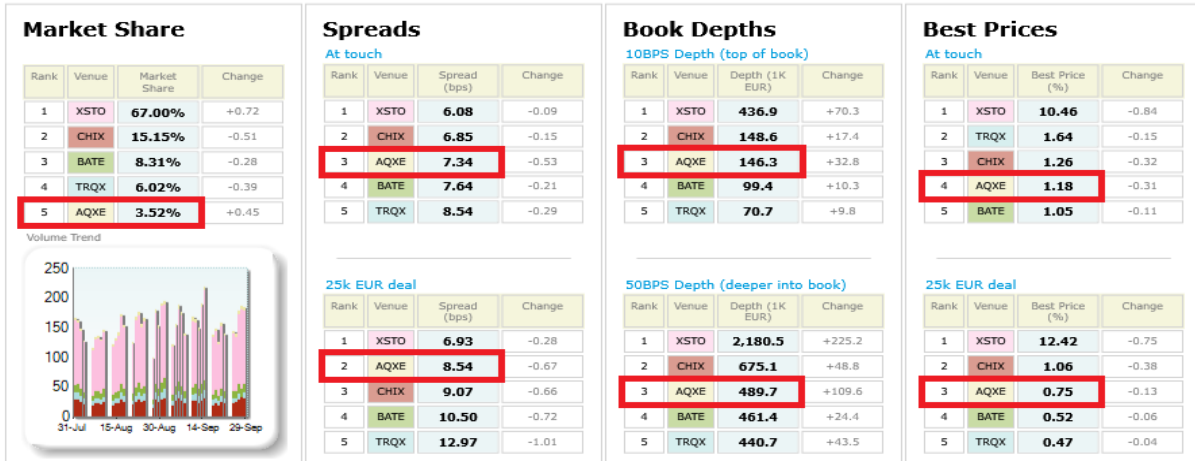 Market Share
Rank Venue Market Share Change
1 XSTO 67.00% +0.72
2 CHIX 15.15% -0.51
3 BATE 8.31% -0.28
4 TRQX 6.02% -0.39
5 AQXE 3.52% +0.45
Volume Trend
250
200
150
100
50
0
31-Jul 15-Aug 30-Aug 14-Sep 29-Sep
Spreads
At touch
Rank Venue Spread (bps) Change
1 XSTO 6.08 -0.09
2 CHIX 6.85 -0.15
3 AQXE 7.34 -0.53
4 BATE 7.64 -0.21
5 TRQX 8.54 -0.29
25k EUR deal
Rank Venue Spread (bps) Change
1 XSTO 6.93 -0.28
2 AQXE 8.54 -0.67
3 CHIX 9.07 -0.66
4 BATE 10.50 -0.72
5 TRQX 12.97 -1.01
Book Depths
10BPS Depth (top of book)
Rank Venue Depth (1K EUR) Change
1 XSTO 436.9 +70.3
2 CHIX 148.6 +17.4
3 AQXE 146.3 +32.8
4 BATE 99.4 +10.3
5 TRQX 70.7 +9.8
50BPS Depth (deeper into book)
Rank Venue Depth (1K EUR) Change
1 XSTO 2,180.5 +225.2
2 CHIX 675.1 +48.8
3 AQXE 489.7 +109.6
4 BATE 461.4 +24.4
5 TRQX 440.7 +43.5
Best Prices
At touch
Rank Venue Best Price (%) Change
1 XSTO 10.46 -0.84
2 TRQX 1.64 -0.15
3 CHIX 1.26 -0.32
4 AQXE 1.18 -0.31
5 BATE 1.05 -0.11
25k EUR deal
Rank Venue Best Price (%) Change
1 XSTO 12.42 -0.75
2 CHIX 1.06 -0.38
3 AQXE 0.75 -0.13
4 BATE 0.52 -0.06
5 TRQX 0.47 -0.04